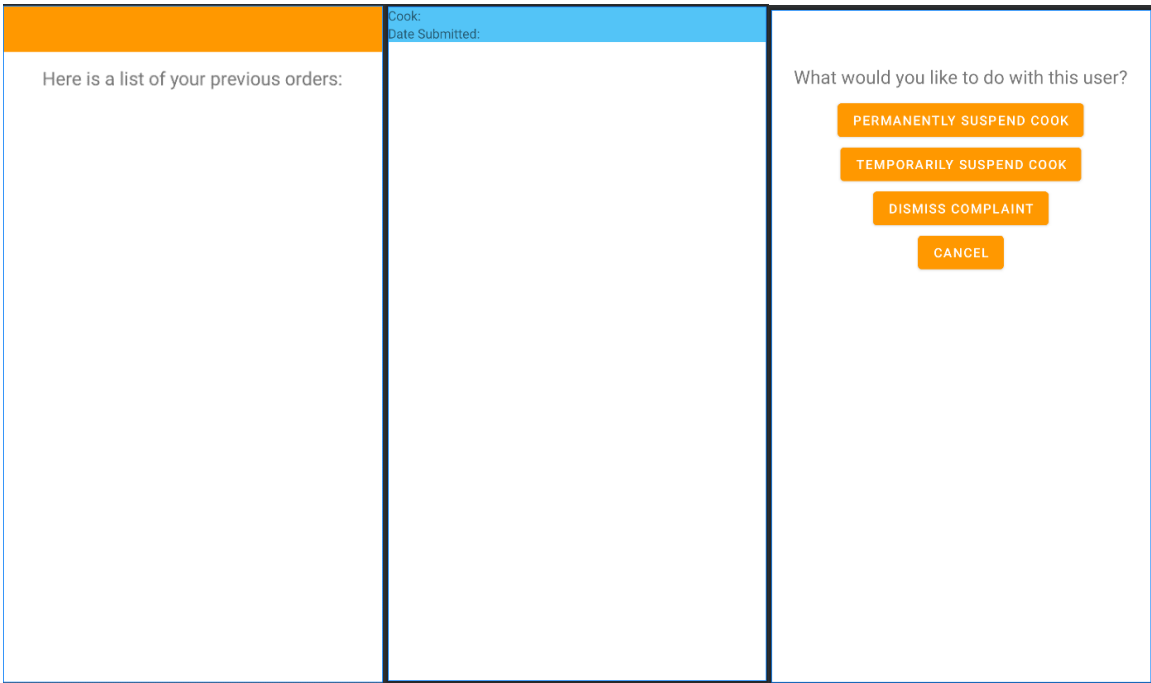 Here is a list of your previous orders:
Cook:
Date Submitted:
What would you like to do with this user?
PERMANENTLY SUSPEND COOK
TEMPORARILY SUSPEND COOK
DISMISS COMPLAINT
CANCEL